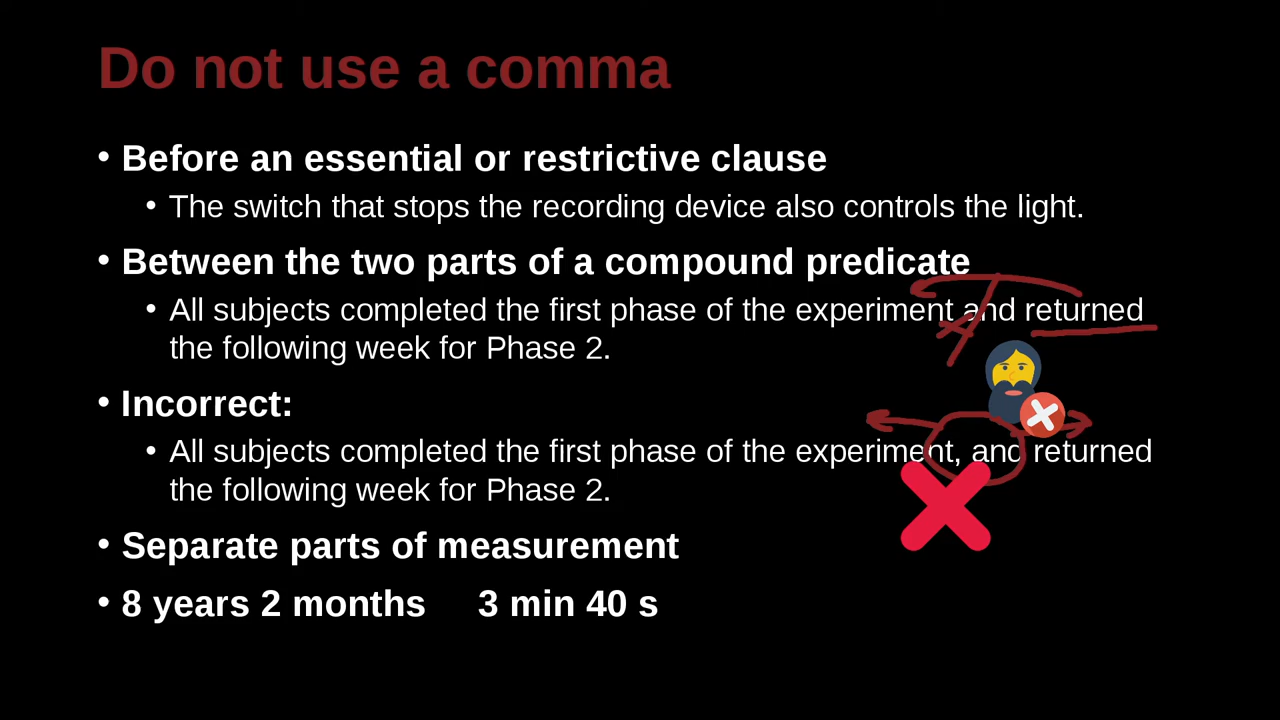 Do not use a comma
• Before an essential or restrictive clause
• The switch that stops the recording device also controls the light.
• Between the two parts of a compound predicate
• All subjects completed the first phase of the experiment and returned
the following week for Phase 2.
• Incorrect:
• All subjects completed the first phase of the experiment, and returned
the following week for Phase 2.
• Separate parts of measurement
• 8 years 2 months 3 min 40 s